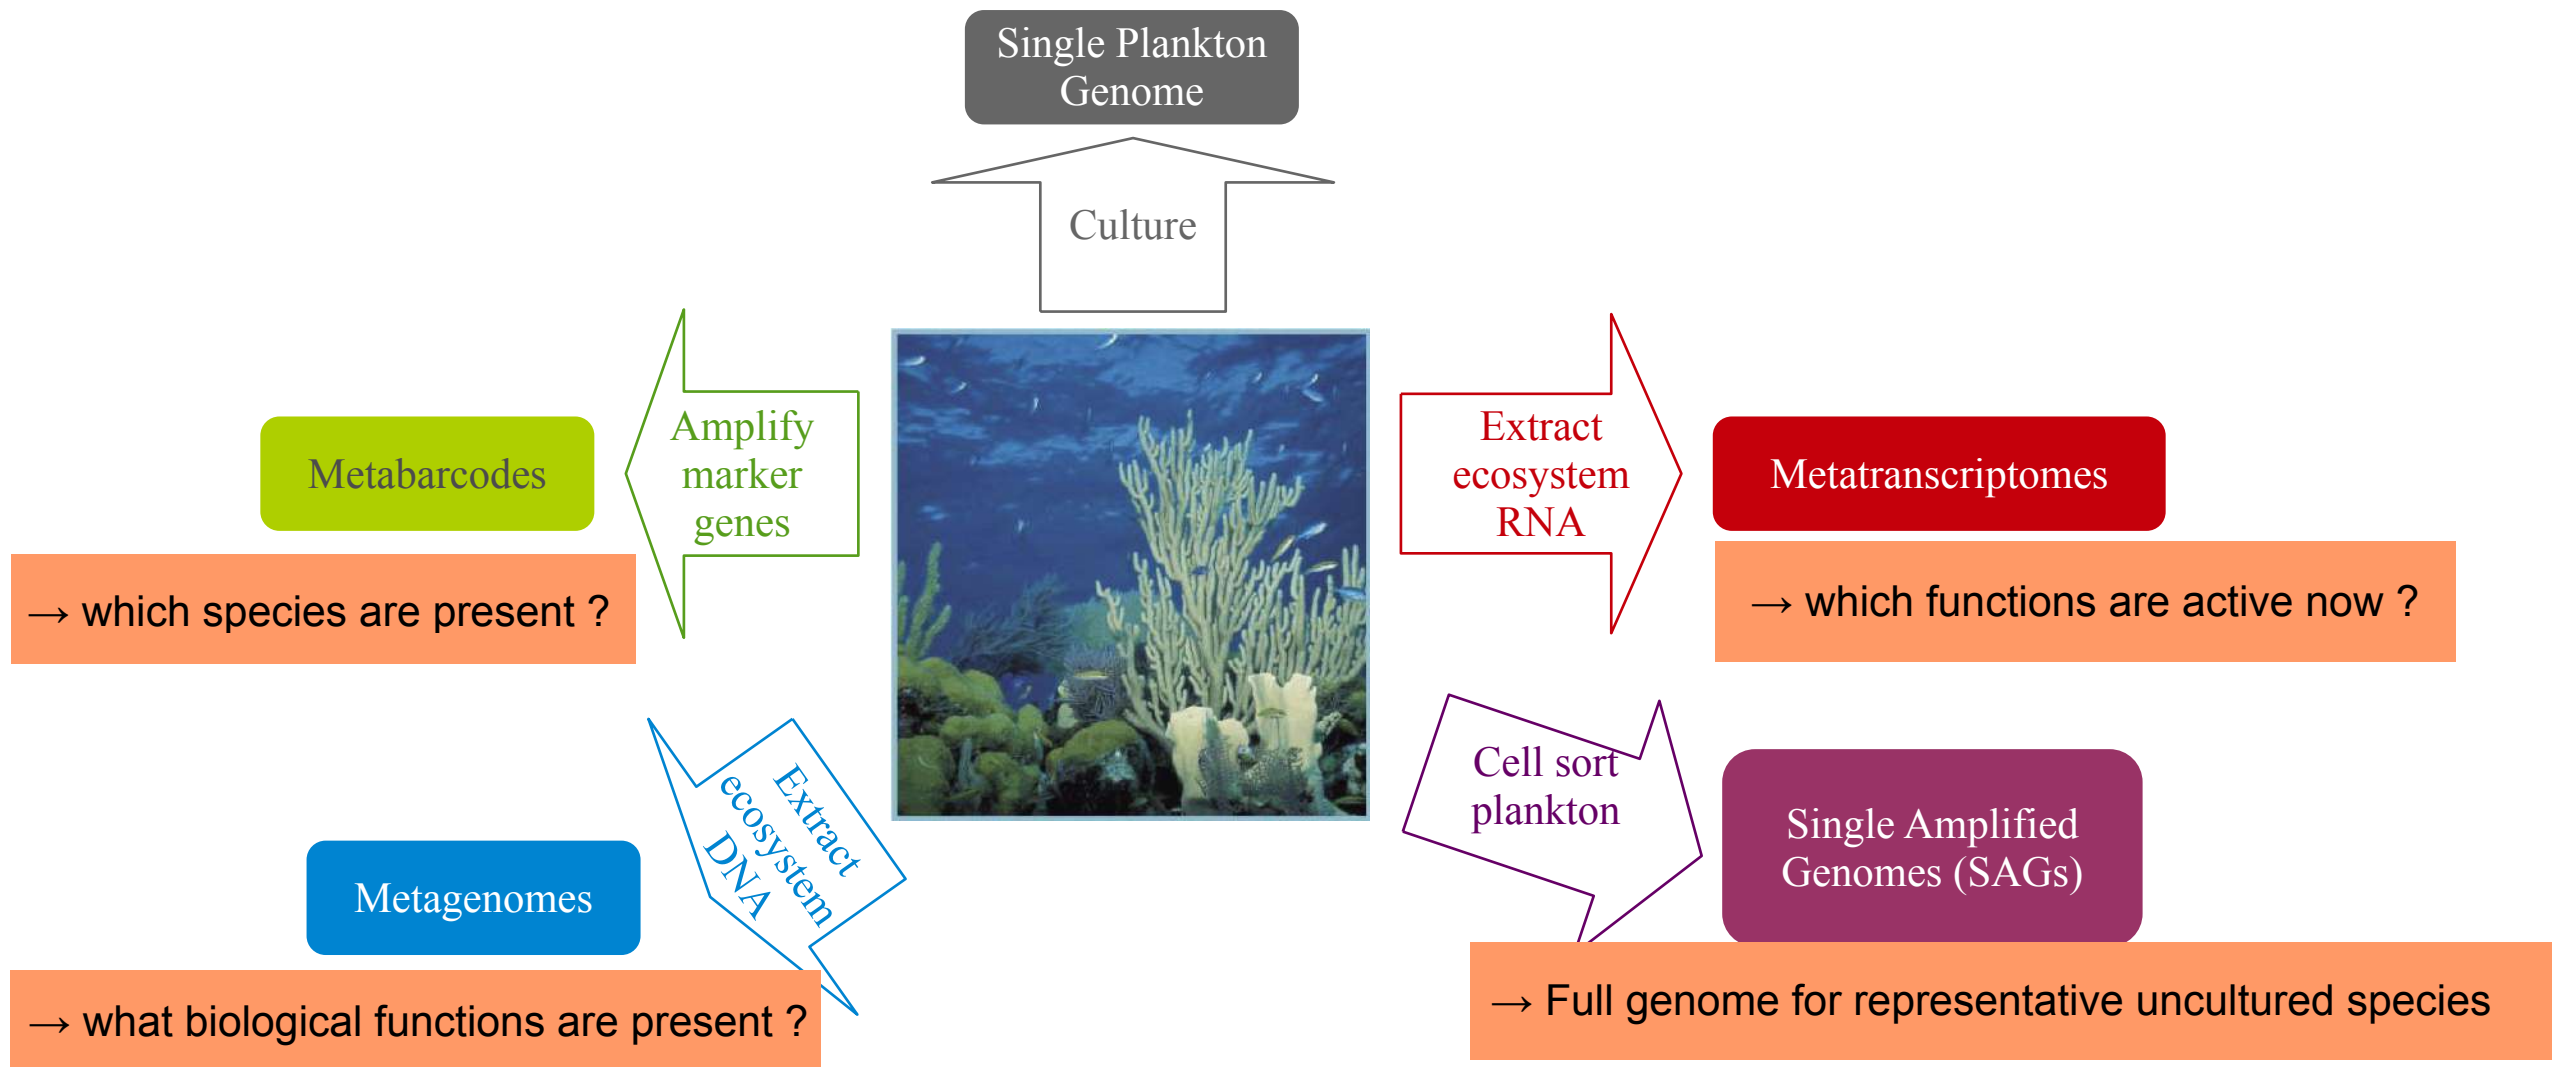 Single Plankton
Genome
Culture
Amplify
marker
genes
Metabarcodes
→ which species are present ?
Extract
ecosystem
RNA
Metatranscriptomes
→ which functions are active now ?
Extract
ecosystem
DNA
Metagenomes
→ what biological functions are present ?
Cell sort
plankton
Single Amplified
Genomes (SAGs)
→ Full genome for representative uncultured species